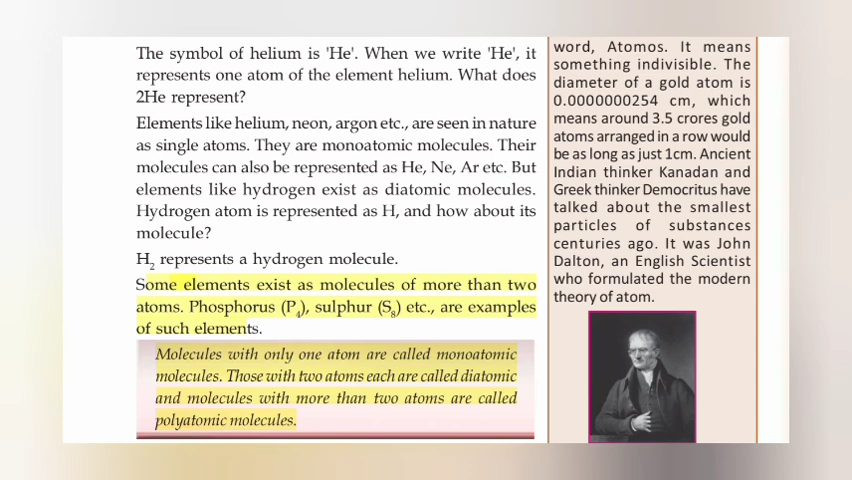 The symbol of helium is 'He'. When we write 'He', it
represents one atom of the element helium. What does
2He represent?
Elements like helium, neon, argon etc., are seen in nature
as single atoms. They are monoatomic molecules. Their
molecules can also be represented as He, Ne, Ar etc. But
elements like hydrogen exist as diatomic molecules.
Hydrogen atom is represented as H, and how about its
molecule?
H₂ represents a hydrogen molecule.
Some elements exist as molecules of more than two
atoms. Phosphorus (P₄), sulphur (S₈) etc., are examples
of such elements.
Molecules with only one atom are called monoatomic
molecules. Those with two atoms each are called diatomic
and molecules with more than two atoms are called
polyatomic molecules.
word, Atomos. It means
something indivisible. The
diameter of a gold atom is
0.0000000254 cm, which
means around 3.5 crores gold
atoms arranged in a row would
be as long as just 1cm. Ancient
Indian thinker Kanadan and
Greek thinker Democritus have
talked about the smallest
particles of substances
centuries ago. It was John
Dalton, an English Scientist
who formulated the modern
theory of atom.